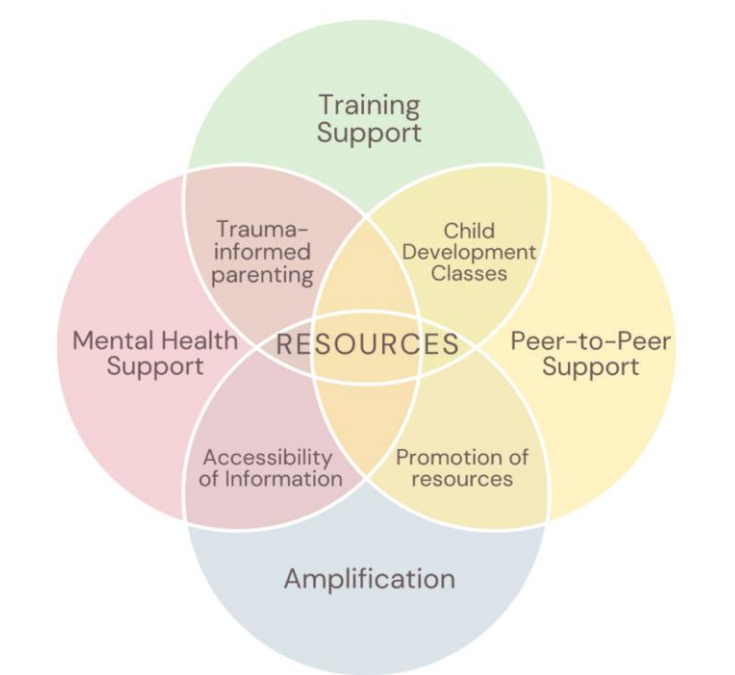 Training
Support
Trauma-
informed
parenting
Child
Development
Classes
Mental Health
Support
RESOURCES
Peer-to-Peer
Support
Accessibility
of Information
Promotion of
resources
Amplification